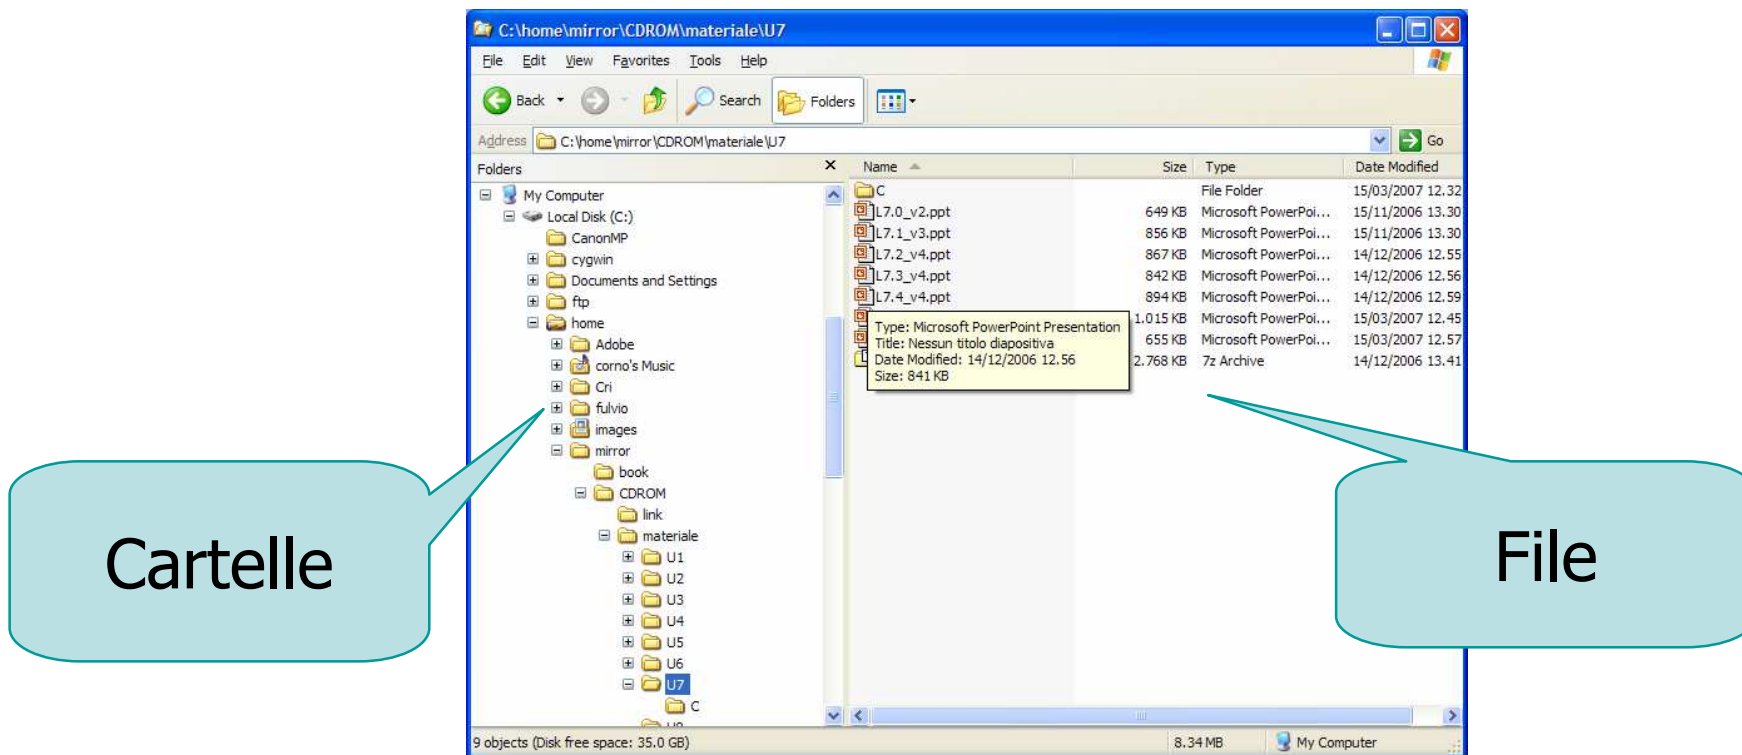 C:\home\mirror\CDROM\materiale\U7
File Edit View Favorites Tools Help
Back Search Folders
Address C:\home\mirror\CDROM\materiale\U7 Go
Folders
My Computer
Local Disk (C:)
CanonMP
cygwin
Documents and Settings
ftp
home
Adobe
corno's Music
Cri
fulvio
images
mirror
book
CDROM
link
materiale
U1
U2
U3
U4
U5
U6
U7
C
Name Size Type Date Modified
C File Folder 15/03/2007 12.32
L7.0_v2.ppt 649 KB Microsoft PowerPoi... 15/11/2006 13.30
L7.1_v3.ppt 856 KB Microsoft PowerPoi... 15/11/2006 13.30
L7.2_v4.ppt 867 KB Microsoft PowerPoi... 14/12/2006 12.55
L7.3_v4.ppt 842 KB Microsoft PowerPoi... 14/12/2006 12.56
L7.4_v4.ppt 894 KB Microsoft PowerPoi... 14/12/2006 12.59
1.015 KB Microsoft PowerPoi... 15/03/2007 12.45
655 KB Microsoft PowerPoi... 15/03/2007 12.57
2.768 KB 7z Archive 14/12/2006 13.41
Type: Microsoft PowerPoint Presentation
Title: Nessun titolo diapositiva
Date Modified: 14/12/2006 12.56
Size: 841 KB
9 objects (Disk free space: 35.0 GB) 8.34 MB My Computer
Cartelle
File